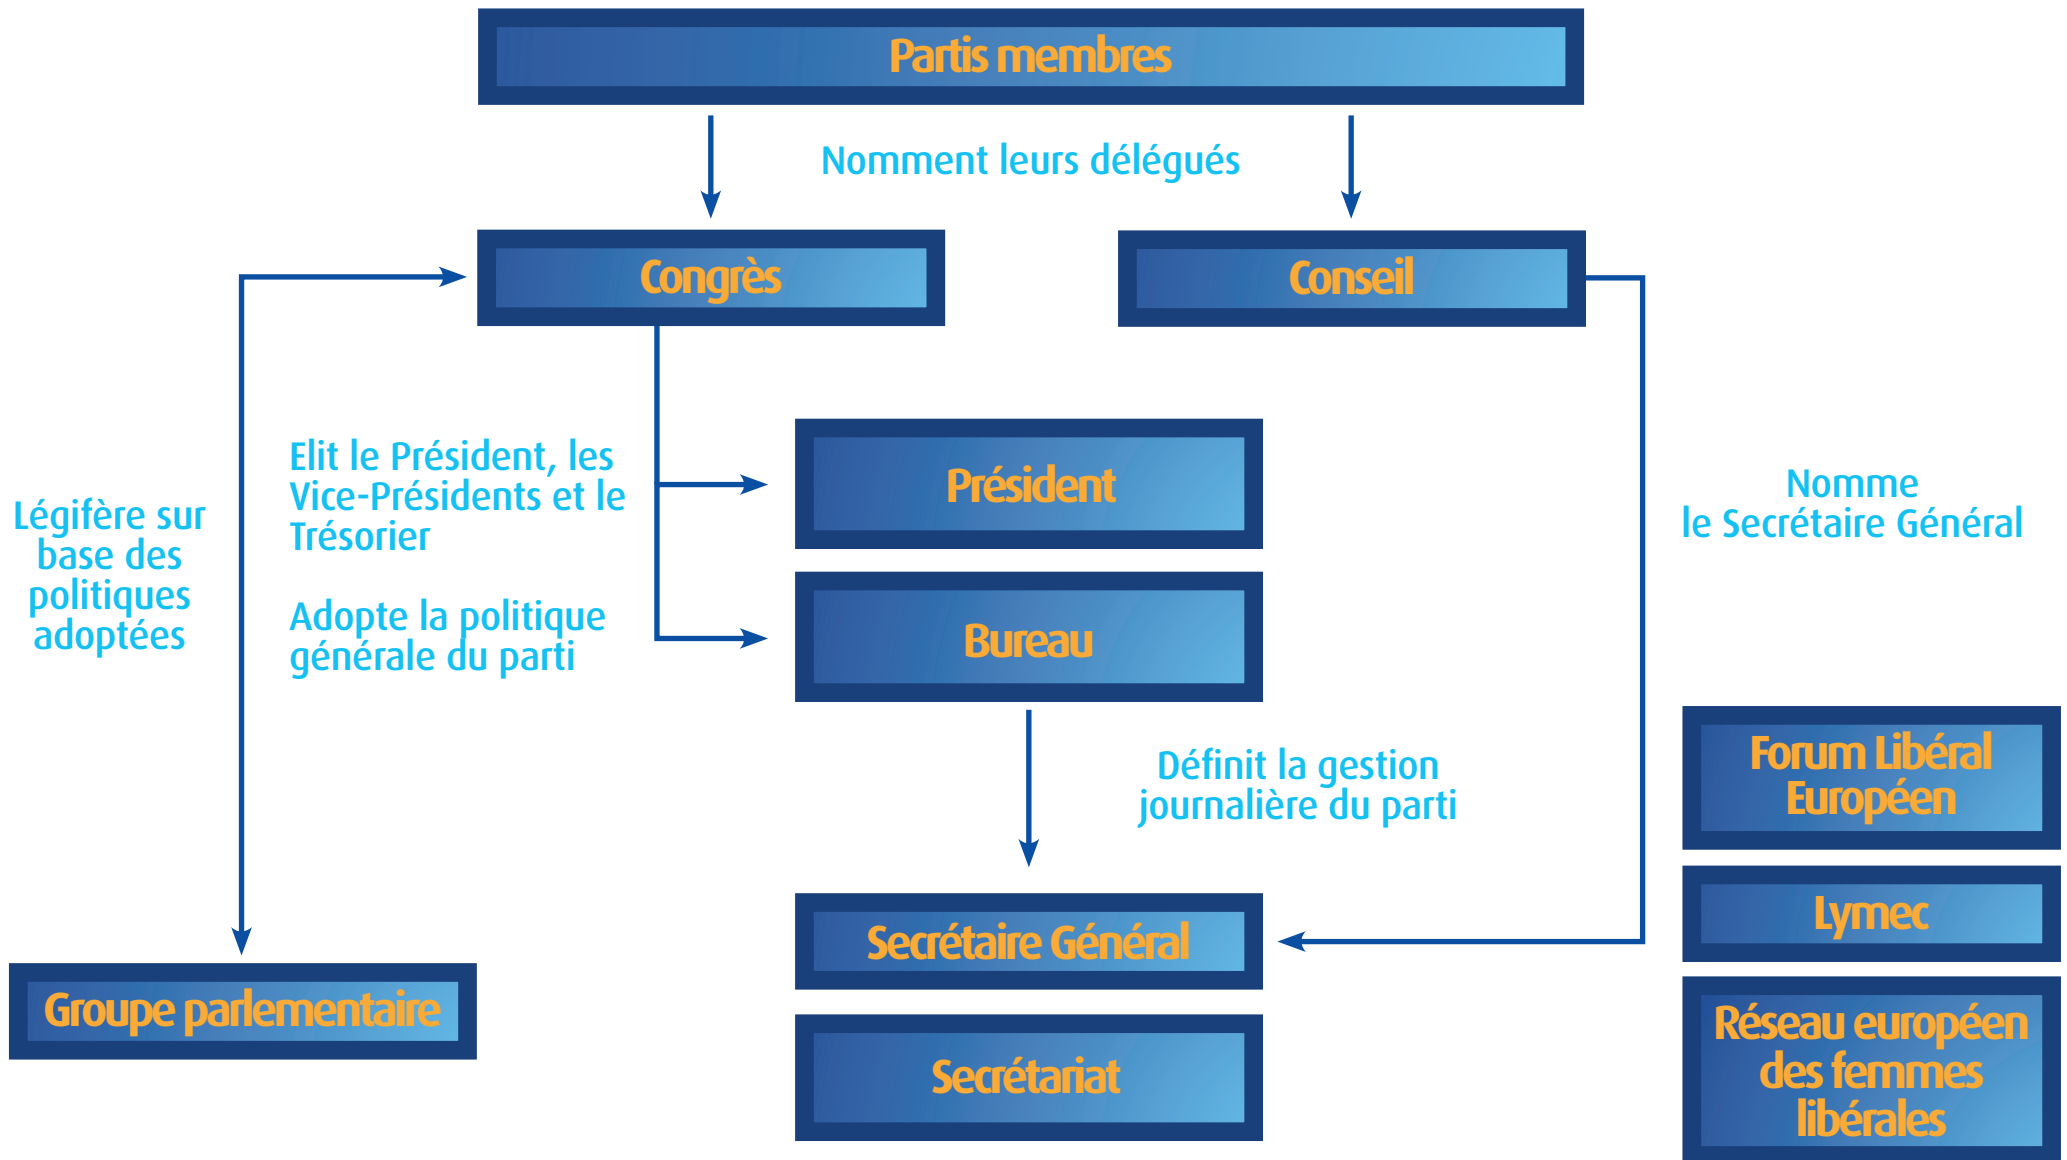 Partis membres
Nomment leurs délégués
Congrès
Conseil
Elit le Président, les
Vice-Présidents et le
Trésorier
Adopte la politique
générale du parti
Légifère sur
base des
politiques
adoptées
Président
Bureau
Nomme
le Secrétaire Général
Définit la gestion
journalière du parti
Forum Libéral
Européen
Lymec
Réseau européen
des femmes
libérales
Secrétaire Général
Secrétariat
Groupe parlementaire